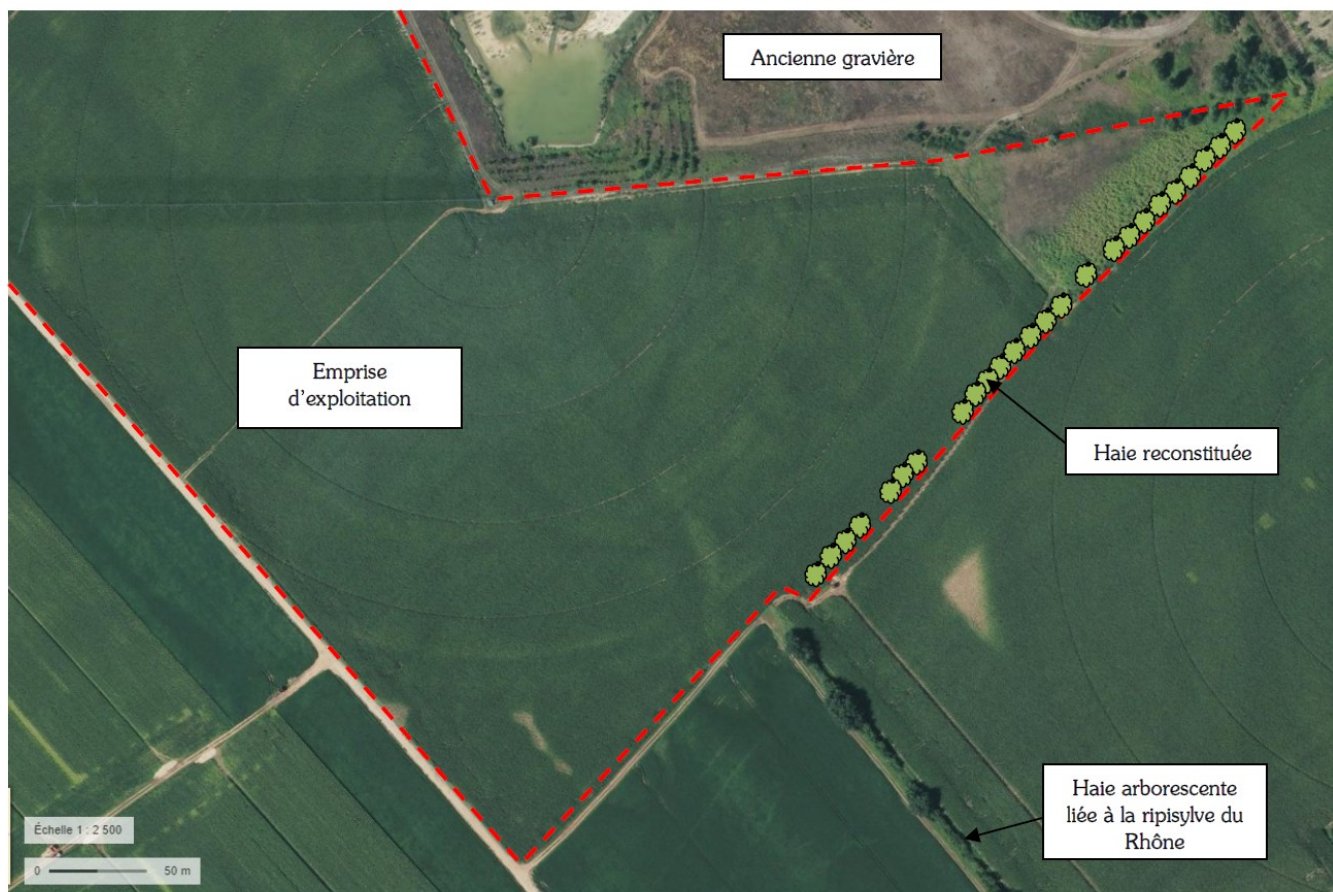 Ancienne gravière
Emprise
d'exploitation
Haie reconstituée
Haie arborescente
liée à la ripisylve du
Rhône
Échelle 1 : 2 500
0 50 m